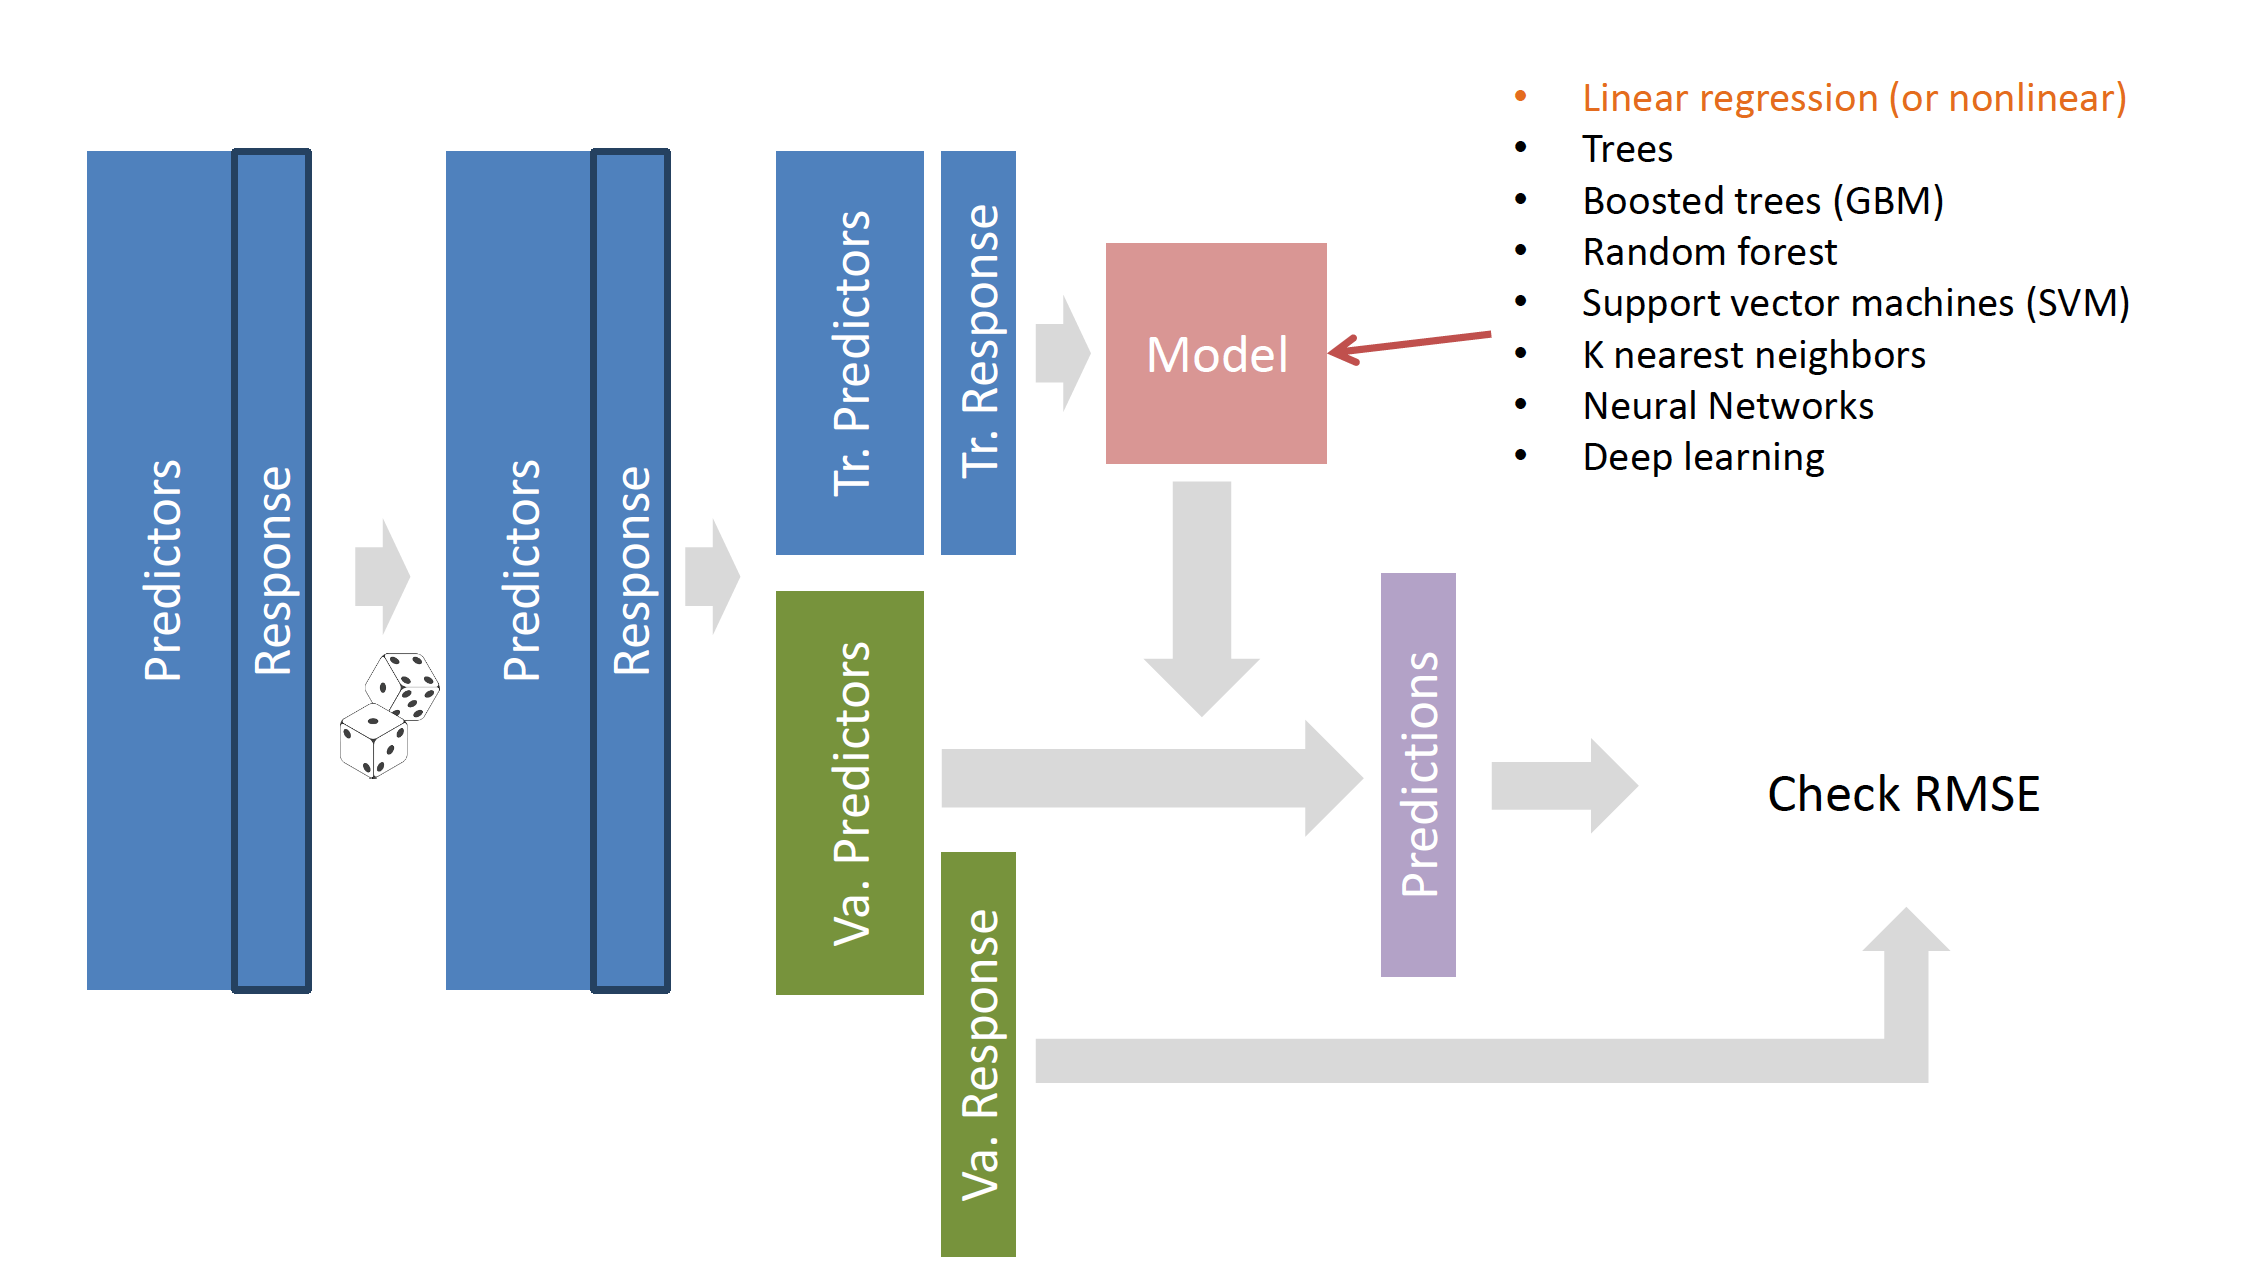 Predictors
Response
Predictors
Response
Tr. Predictors
Tr. Response
Va. Predictors
Va. Response
Model
• Linear regression (or nonlinear)
• Trees
• Boosted trees (GBM)
• Random forest
• Support vector machines (SVM)
• K nearest neighbors
• Neural Networks
• Deep learning
Predictions
Check RMSE